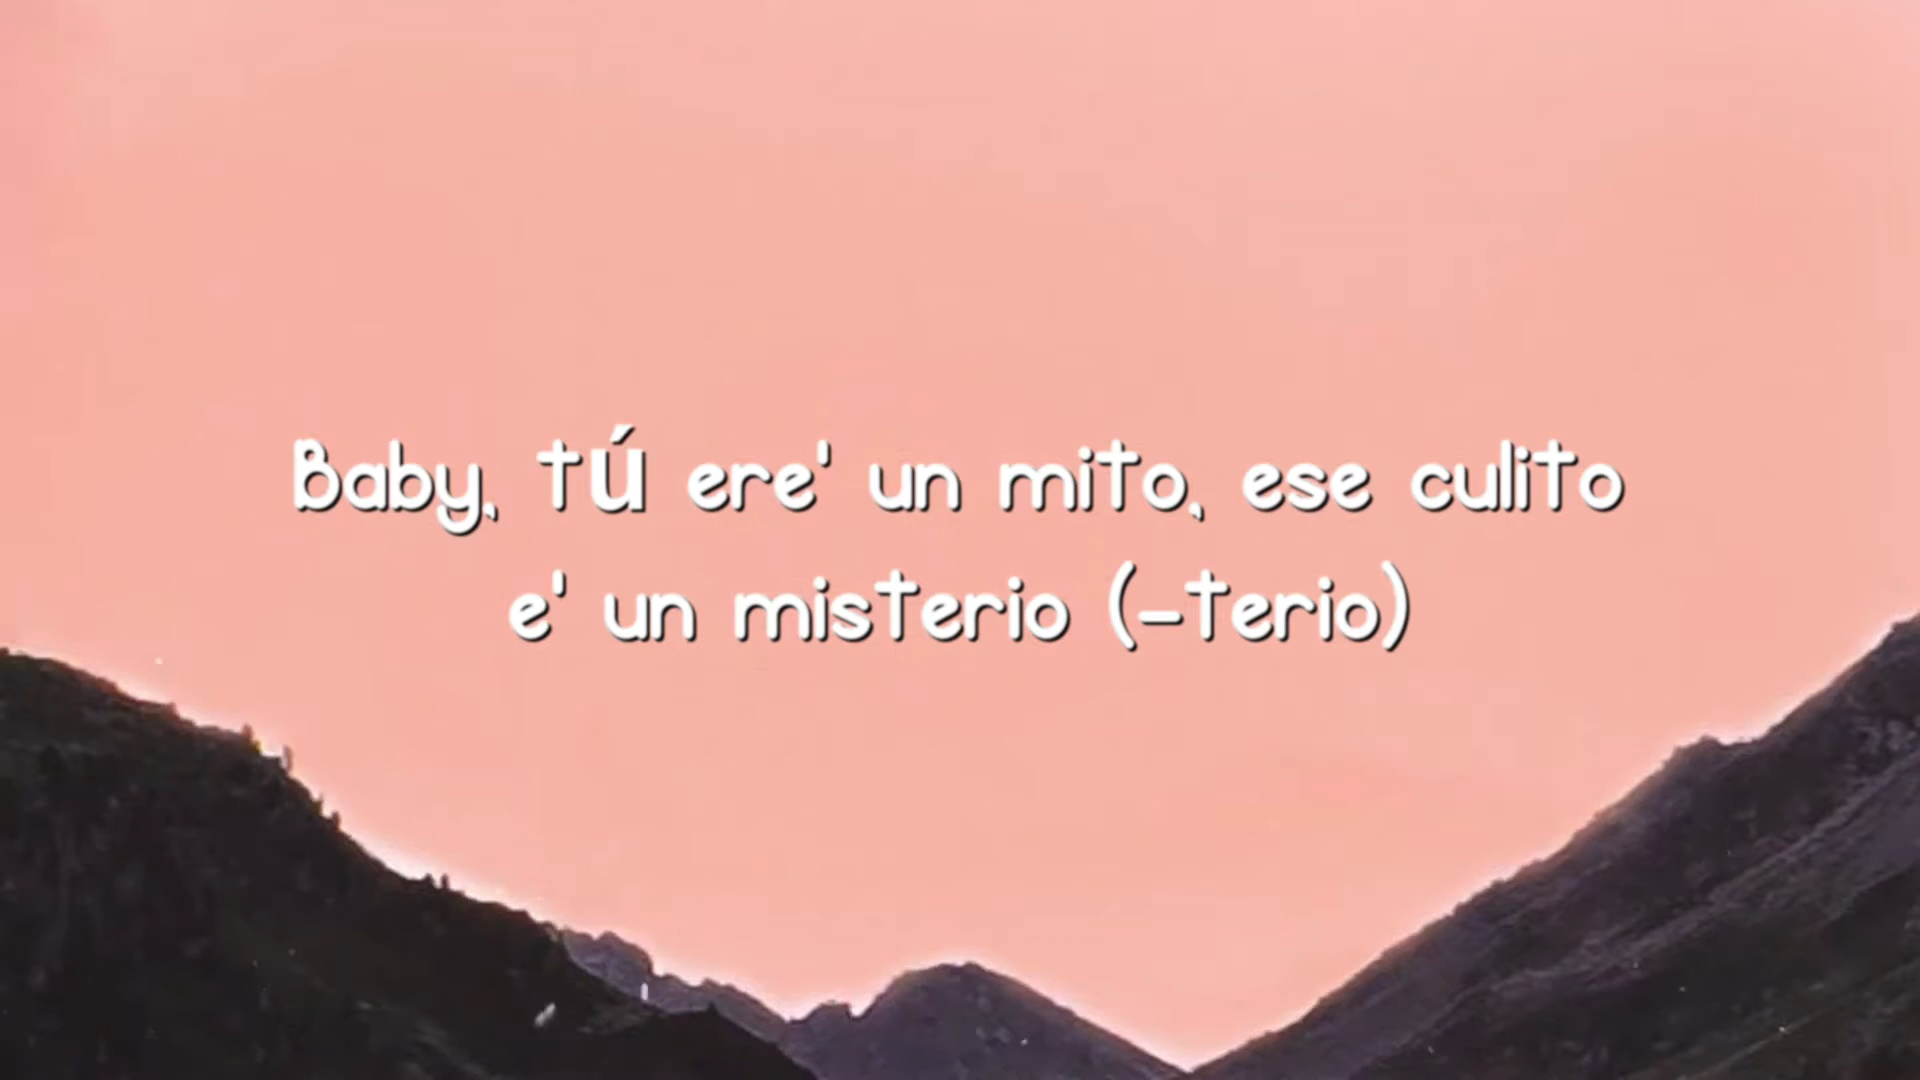 Baby, tú ere' un mito, ese culito
e' un misterio (-terio)